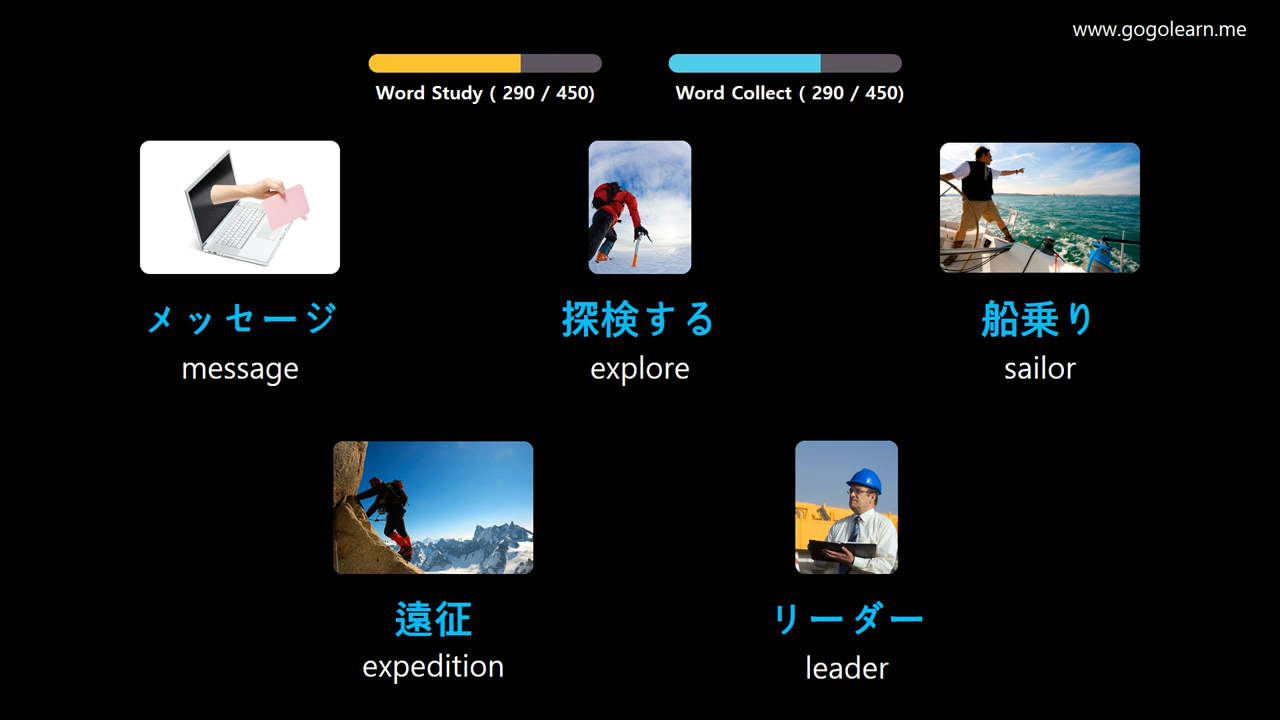 www.gogolearn.me
Word Study ( 290 / 450)
Word Collect ( 290 / 450)
メッセージ
message
探検する
explore
船乗り
sailor
遠征
expedition
リーダー
leader